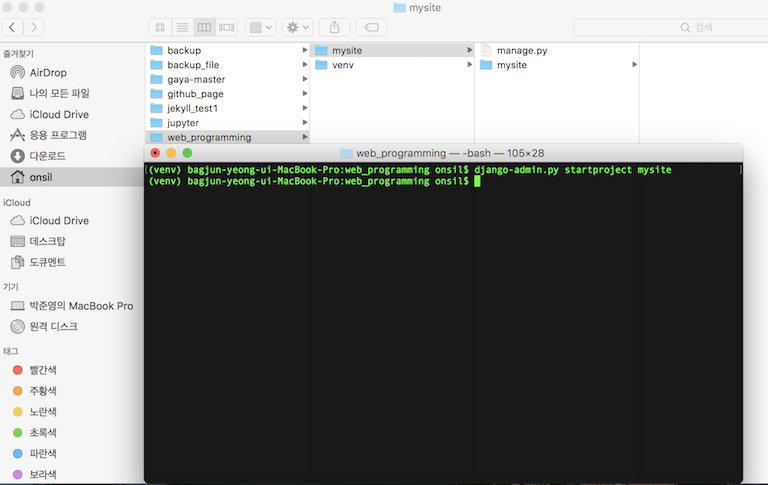 mysite
검색
즐겨찾기
AirDrop
나의 모든 파일
iCloud Drive
응용 프로그램
다운로드
onsil
iCloud
iCloud Drive
데스크탑
도큐멘트
기기
박준영의 MacBook Pro
원격 디스크
태그
빨간색
주황색
노란색
초록색
파란색
보라색
backup
backup_file
gaya-master
github_page
jekyll_test1
jupyter
web_programming
mysite
venv
manage.py
mysite
web_programming — -bash — 105×28
[(venv) bagjun-yeong-ui-MacBook-Pro:web_programming onsil$ django-admin.py startproject mysite ]
(venv) bagjun-yeong-ui-MacBook-Pro:web_programming onsil$